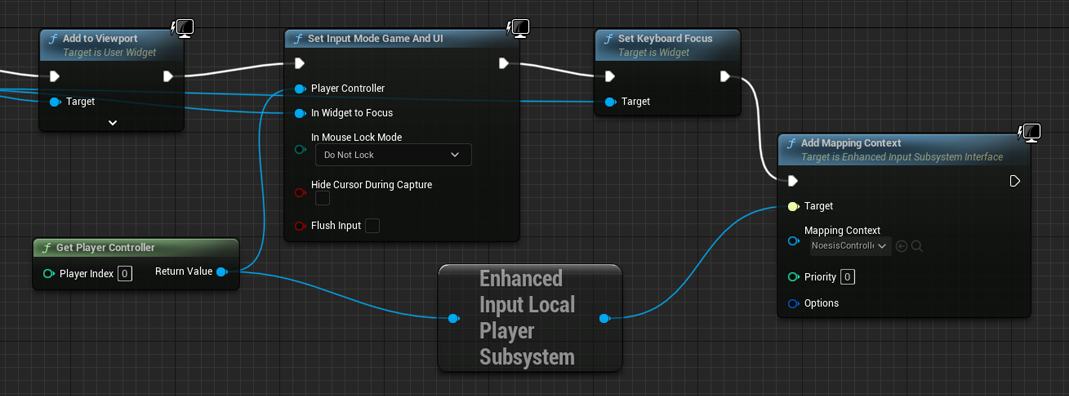 Add to Viewport
Target is User Widget
Target
Set Input Mode Game And UI
Player Controller
In Widget to Focus
In Mouse Lock Mode
Do Not Lock
Hide Cursor During Capture
Flush Input
Set Keyboard Focus
Target is Widget
Target
Add Mapping Context
Target is Enhanced Input Subsystem Interface
Target
Mapping Context
NoesisControlle
Priority 0
Options
Get Player Controller
Player Index 0
Return Value
Enhanced
Input Local
Player
Subsystem